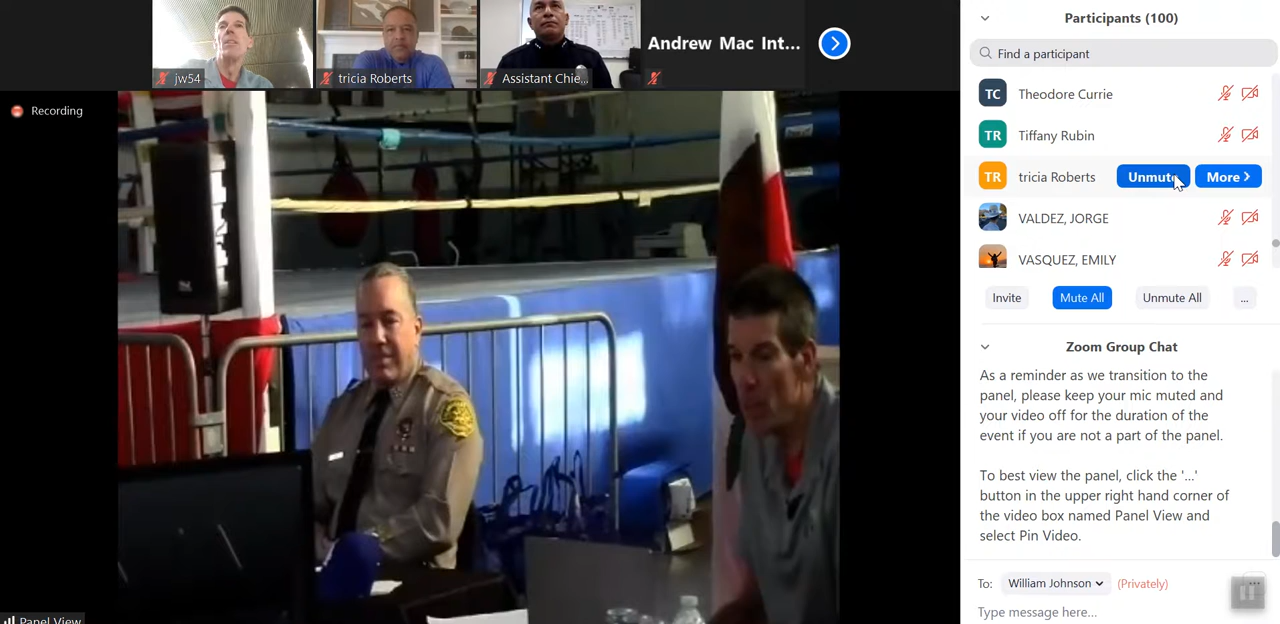 jw54
tricia Roberts
Assistant Chie...
Andrew Mac Int...
Recording
Panel View
Participants (100)
Find a participant
TC Theodore Currie
TR Tiffany Rubin
TR tricia Roberts Unmute More >
VALDEZ, JORGE
VASQUEZ, EMILY
Invite Mute All Unmute All ...
Zoom Group Chat
As a reminder as we transition to the
panel, please keep your mic muted and
your video off for the duration of the
event if you are not a part of the panel.
To best view the panel, click the '...'
button in the upper right hand corner of
the video box named Panel View and
select Pin Video.
To: William Johnson (Privately)
Type message here...